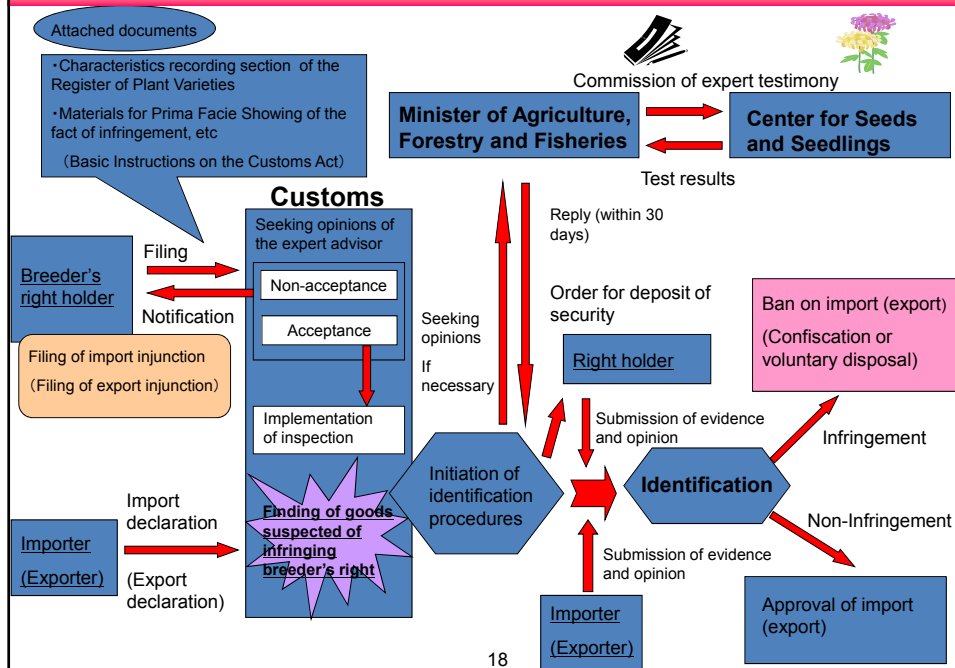 Attached documents
・Characteristics recording section of the
Register of Plant Varieties
・Materials for Prima Facie Showing of the
fact of infringement, etc
（Basic Instructions on the Customs Act）
Commission of expert testimony
Minister of Agriculture,
Forestry and Fisheries
Center for Seeds
and Seedlings
Test results
Customs
Seeking opinions of
the expert advisor
Non-acceptance
Acceptance
Implementation
of inspection
Filing
Breeder's
right holder
Notification
Filing of import injunction
（Filing of export injunction）
Reply (within 30
days)
Seeking
opinions
If
necessary
Order for deposit of
security
Right holder
Ban on import (export)
(Confiscation or
voluntary disposal)
Submission of evidence
and opinion
Infringement
Initiation of
identification
procedures
Identification
Non-Infringement
Finding of goods
suspected of
infringing
breeder's right
Import
declaration
(Export
declaration)
Importer
(Exporter)
Submission of evidence
and opinion
Importer
(Exporter)
Approval of import
(export)
18